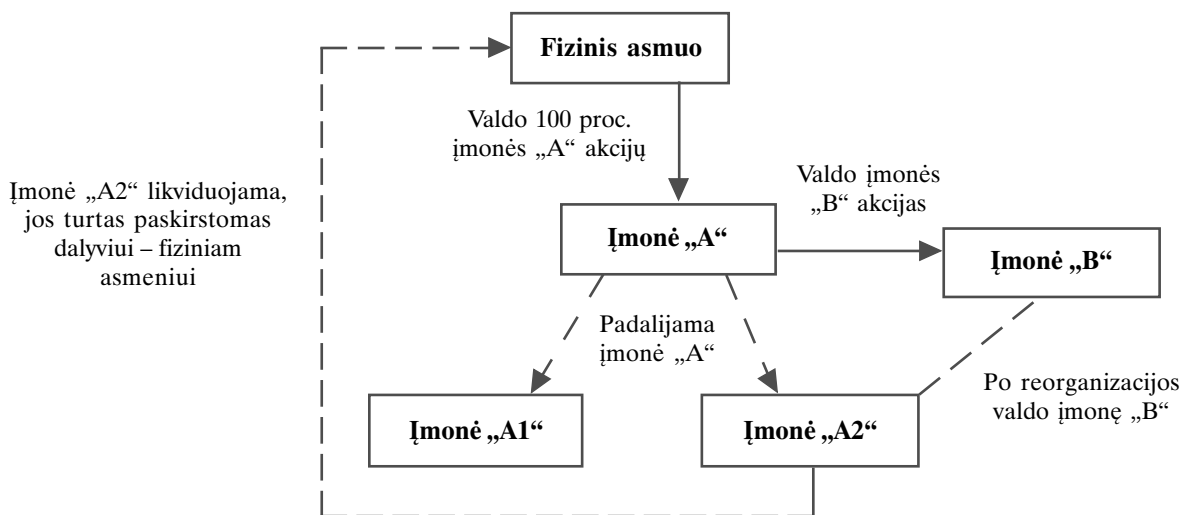 Fizinis asmuo
Valdo 100 proc.
įmonės „A“ akcijų
Įmonė „A2“ likviduojama,
jos turtas paskirstomas
dalyviui – fiziniam
asmeniui
Valdo įmonės
„B“ akcijas
Įmonė „A“
Įmonė „B“
Padalijama
įmonė „A“
Po reorganizacijos
valdo įmonę „B“
Įmonė „A1“
Įmonė „A2“